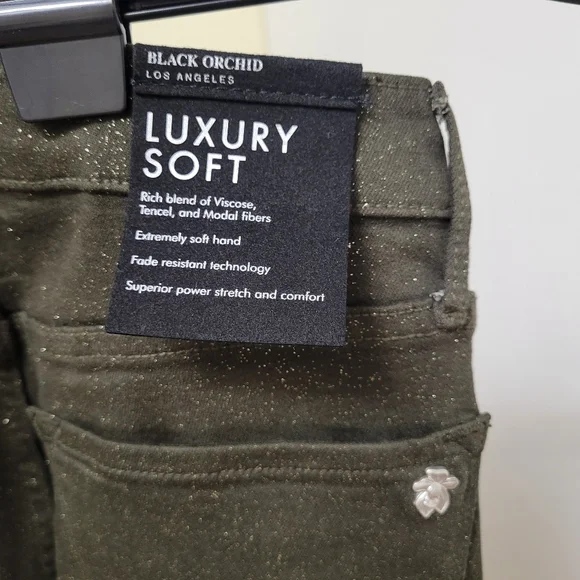 BLACK ORCHID
LOS ANGELES
LUXURY
SOFT
Rich blend of Viscose,
Tencel, and Modal fibers
Extremely soft hand
Fade resistant technology
Superior power stretch and comfort